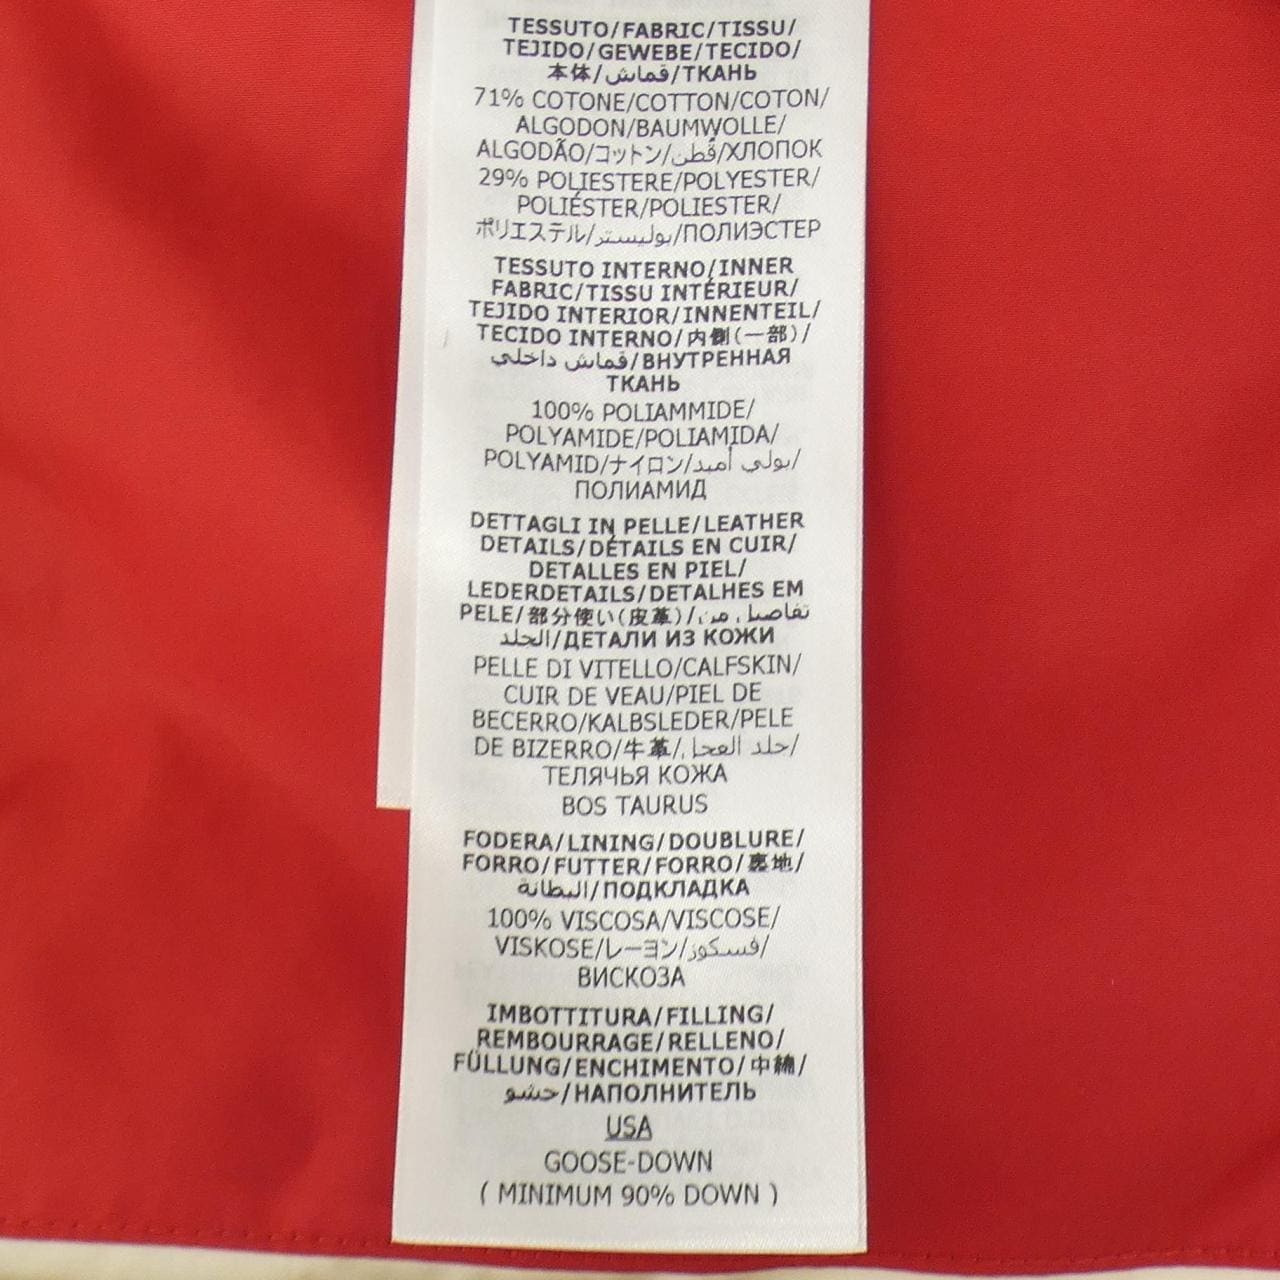 TESSUTO/FABRIC/TISSU/
TEJIDO/GEWEBE/TECIDO/
本体/قماش/ТКАНЬ
71% COTONE/COTTON/COTON/
ALGODON/BAUMWOLLE/
ALGODÃO/コットン/قطن/ХЛОПОК
29% POLIESTERE/POLYESTER/
POLIÉSTER/POLIESTER/
ポリエステル/بوليستر/ПОЛИЭСТЕР
TESSUTO INTERNO/INNER
FABRIC/TISSU INTÉRIEUR/
TEJIDO INTERIOR/INNENTEIL/
TECIDO INTERNO/内側(一部)/
قماش داخلي/ВНУТРЕННАЯ
ТКАНЬ
100% POLIAMMIDE/
POLYAMIDE/POLIAMIDA/
POLYAMID/ナイロン/بولي أميد/
ПОЛИАМИД
DETTAGLI IN PELLE/LEATHER
DETAILS/DÉTAILS EN CUIR/
DETALLES EN PIEL/
LEDERDETAILS/DETALHES EM
PELE/部分使い(皮革)/تفاصيل من
الجلد/ДЕТАЛИ ИЗ КОЖИ
PELLE DI VITELLO/CALFSKIN/
CUIR DE VEAU/PIEL DE
BECERRO/KALBSLEDER/PELE
DE BIZERRO/牛革/جلد العجل/
ТЕЛЯЧЬЯ КОЖА
BOS TAURUS
FODERA/LINING/DOUBLURE/
FORRO/FUTTER/FORRO/裏地/
البطانة/ПОДКЛАДКА
100% VISCOSA/VISCOSE/
VISKOSE/レーヨン/فسكوز/
ВИСКОЗА
IMBOTTITURA/FILLING/
REMBOURRAGE/RELLENO/
FÜLLUNG/ENCHIMENTO/中綿/
حشو/НАПОЛНИТЕЛЬ
USA
GOOSE-DOWN
( MINIMUM 90% DOWN )